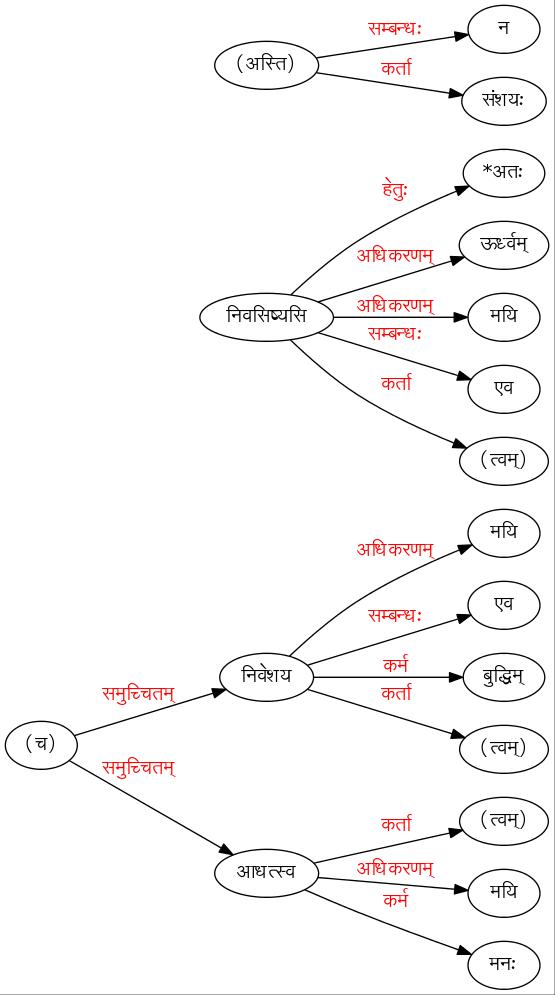 सम्बन्धः
न
(अस्ति)
कर्ता
संशयः
*अतः
हेतुः
ऊर्ध्वम्
अधिकरणम्
निवसिष्यसि
अधिकरणम्
मयि
सम्बन्धः
एव
कर्ता
(त्वम्)
मयि
अधिकरणम्
एव
सम्बन्धः
निवेशय
कर्म
बुद्धिम्
समुच्चितम्
कर्ता
(च)
(त्वम्)
समुच्चितम्
कर्ता
(त्वम्)
आधत्स्व
अधिकरणम्
मयि
कर्म
मनः